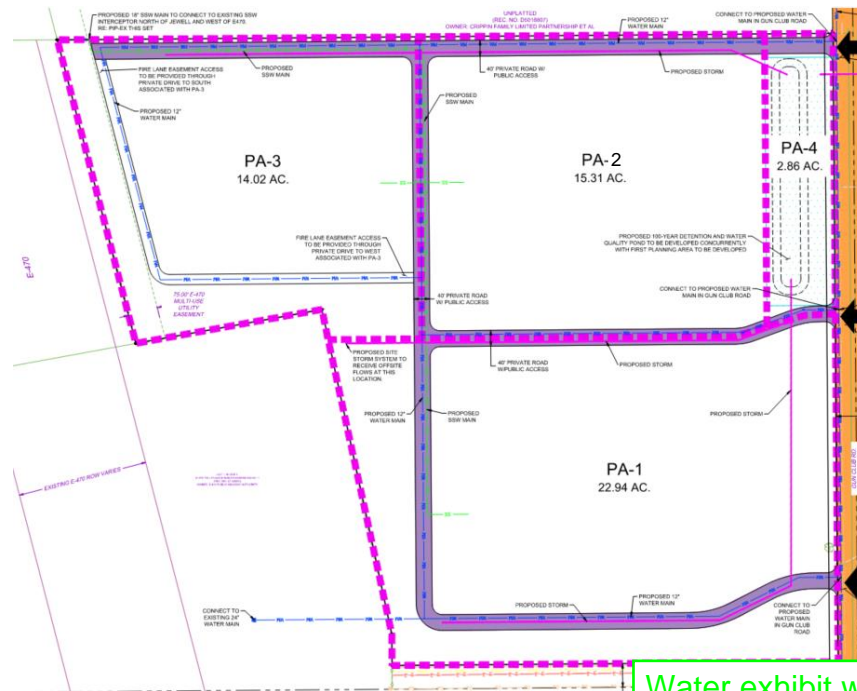 PROPOSED 18" SSW MAIN TO CONNECT TO EXISTING SSW
INTERCEPTOR NORTH OF JEWELL AND WEST OF E470.
RE: PIP-EX THIS SET
UNPLATTED
OWNER: GRIPPIN FAMILY LIMITED PARTNERSHIP ET AL
PROPOSED 12"
WATER MAIN
CONNECT TO PROPOSED WATER
MAIN IN GUN CLUB ROAD
FIRE LANE EASEMENT ACCESS
TO BE PROVIDED THROUGH
PRIVATE DRIVE TO SOUTH
ASSOCIATED WITH PA-3
PROPOSED
SSW MAIN
40' PRIVATE ROAD W/
PUBLIC ACCESS
PROPOSED STORM
PROPOSED 12"
WATER MAIN
PROPOSED
SSW MAIN
PA-3
14.02 AC.
PA-2
15.31 AC.
PA-4
2.86 AC.
PROPOSED 100-YEAR DETENTION AND WATER
QUALITY POND TO BE DEVELOPED CONCURRENTLY
WITH FIRST PLANNING AREA TO BE DEVELOPED
FIRE LANE EASEMENT ACCESS
TO BE PROVIDED THROUGH
PRIVATE DRIVE TO WEST
ASSOCIATED WITH PA-3
E-470
75.00' E-470
MULTI-USE
UTILITY
EASEMENT
40' PRIVATE ROAD
W/ PUBLIC ACCESS
CONNECT TO PROPOSED WATER
MAIN IN GUN CLUB ROAD
PROPOSED SITE
STORM SYSTEM TO
RECEIVE OFFSITE
FLOWS AT THIS
LOCATION
46' PRIVATE ROAD
W/PUBLIC ACCESS
PROPOSED STORM
PROPOSED 12"
WATER MAIN
PROPOSED
SSW MAIN
PROPOSED STORM
PA-1
22.94 AC.
EXISTING E-470 ROW VARIES
GUN CLUB RD.
CONNECT TO
EXISTING 24"
WATER MAIN
PROPOSED STORM
PROPOSED 12"
WATER MAIN
CONNECT TO
PROPOSED
WATER MAIN
IN GUN CLUB
ROAD
Water exhibit w